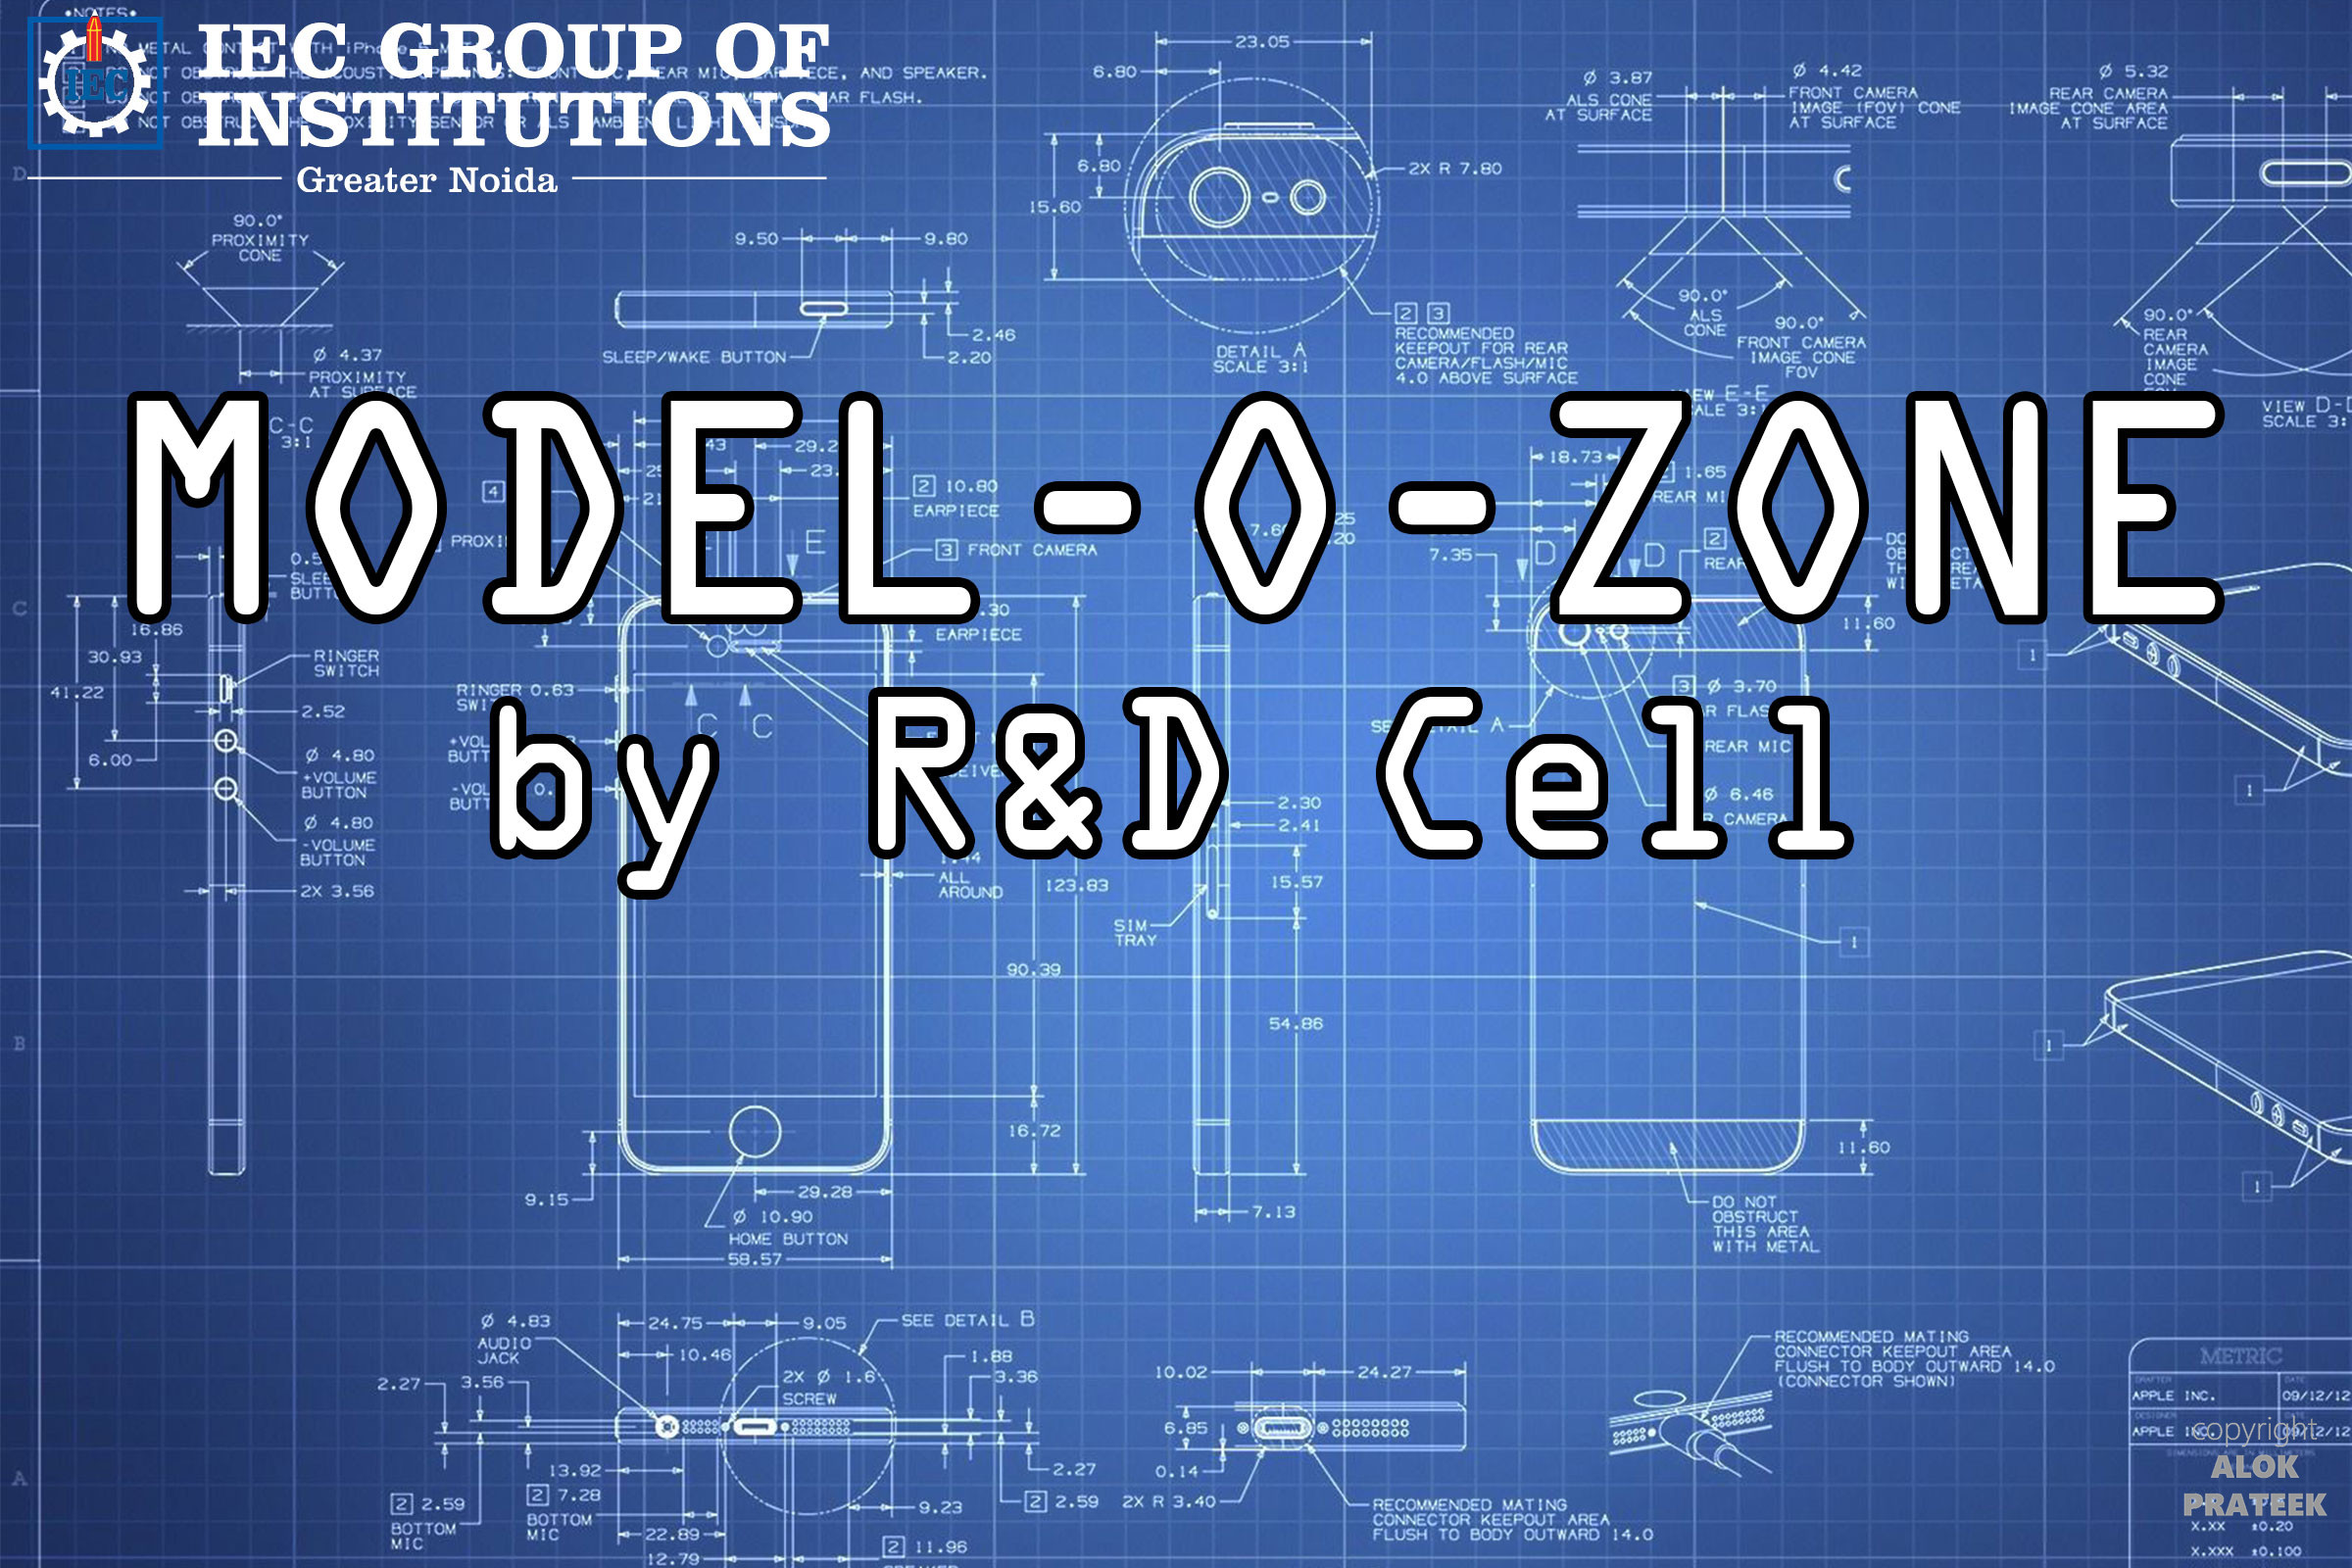 •NOTES•
IEC
IEC GROUP OF
INSTITUTIONS
Greater Noida
AND SPEAKER.
23.05
6.80
6.80
15.60
2X R 7.80
DETAIL A
SCALE 3:1
2 3
RECOMMENDED
KEEPOUT FOR REAR
CAMERA/FLASH/MIC
4.0 ABOVE SURFACE
Ø 3.87
ALS CONE
AT SURFACE
Ø 4.42
FRONT CAMERA
IMAGE (FOV) CONE
AT SURFACE
Ø 5.32
REAR CAMERA
IMAGE CONE AREA
AT SURFACE
D
90.0°
PROXIMITY
CONE
Ø 4.37
PROXIMITY
AT SURFACE
C-C
3:1
9.50
9.80
2.46
2.20
SLEEP/WAKE BUTTON
90.0°
ALS
CONE
90.0°
FRONT CAMERA
IMAGE CONE
FOV
90.0°
REAR
CAMERA
IMAGE
CONE
E-E
VIEW D-D
SCALE 3:
MODEL-O-ZONE
4
2 10.80
EARPIECE
3 FRONT CAMERA
E
EARPIECE
18.73
1.65
7.35
D
D
2
11.60
1
C
16.86
30.93
41.22
RINGER
SWITCH
2.52
6.00
Ø 4.80
+VOLUME
BUTTON
Ø 4.80
-VOLUME
BUTTON
2X 3.56
RINGER 0.63
C
C
3 Ø 3.70
REAR MIC
Ø 6.46
CAMERA
1
by R&D Cell
ALL
AROUND
123.83
2.30
2.41
15.57
SIM
TRAY
90.39
54.86
1
B
1
16.72
11.60
9.15
29.28
Ø 10.90
HOME BUTTON
58.57
7.13
DO NOT
OBSTRUCT
THIS AREA
WITH METAL
1
Ø 4.83
AUDIO
JACK
24.75
9.05
SEE DETAIL B
10.46
2X Ø 1.6
SCREW
1.88
3.36
2.27
3.56
10.02
24.27
6.85
0.14
2X R 3.40
RECOMMENDED MATING
CONNECTOR KEEPOUT AREA
FLUSH TO BODY OUTWARD 14.0
(CONNECTOR SHOWN)
RECOMMENDED MATING
CONNECTOR KEEPOUT AREA
FLUSH TO BODY OUTWARD 14.0
A
13.92
2 2.59
BOTTOM
MIC
2 7.28
BOTTOM
MIC
22.89
12.79
2.27
2 2.59
9.23
2 11.96
METRIC
APPLE INC.
09/12/12
APPLE INC.
09/12/12
copyright
ALOK
PRATEEK
X.XX ±0.20
X.XXX ±0.100